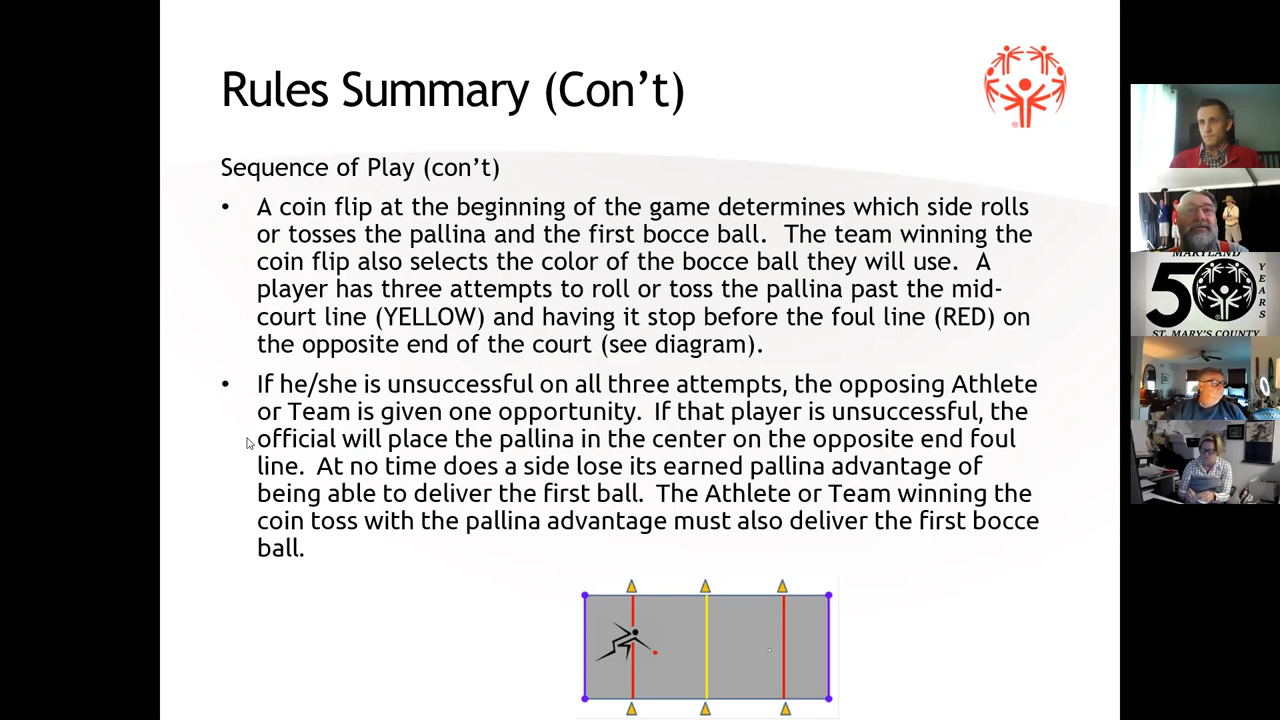 Rules Summary (Con't)
Sequence of Play (con't)
• A coin flip at the beginning of the game determines which side rolls
or tosses the pallina and the first bocce ball. The team winning the
coin flip also selects the color of the bocce ball they will use. A
player has three attempts to roll or toss the pallina past the mid-
court line (YELLOW) and having it stop before the foul line (RED) on
the opposite end of the court (see diagram).
• If he/she is unsuccessful on all three attempts, the opposing Athlete
or Team is given one opportunity. If that player is unsuccessful, the
official will place the pallina in the center on the opposite end foul
line. At no time does a side lose its earned pallina advantage of
being able to deliver the first ball. The Athlete or Team winning the
coin toss with the pallina advantage must also deliver the first bocce
ball.
MARYLAND
50
YEARS
ST. MARY'S COUNTY